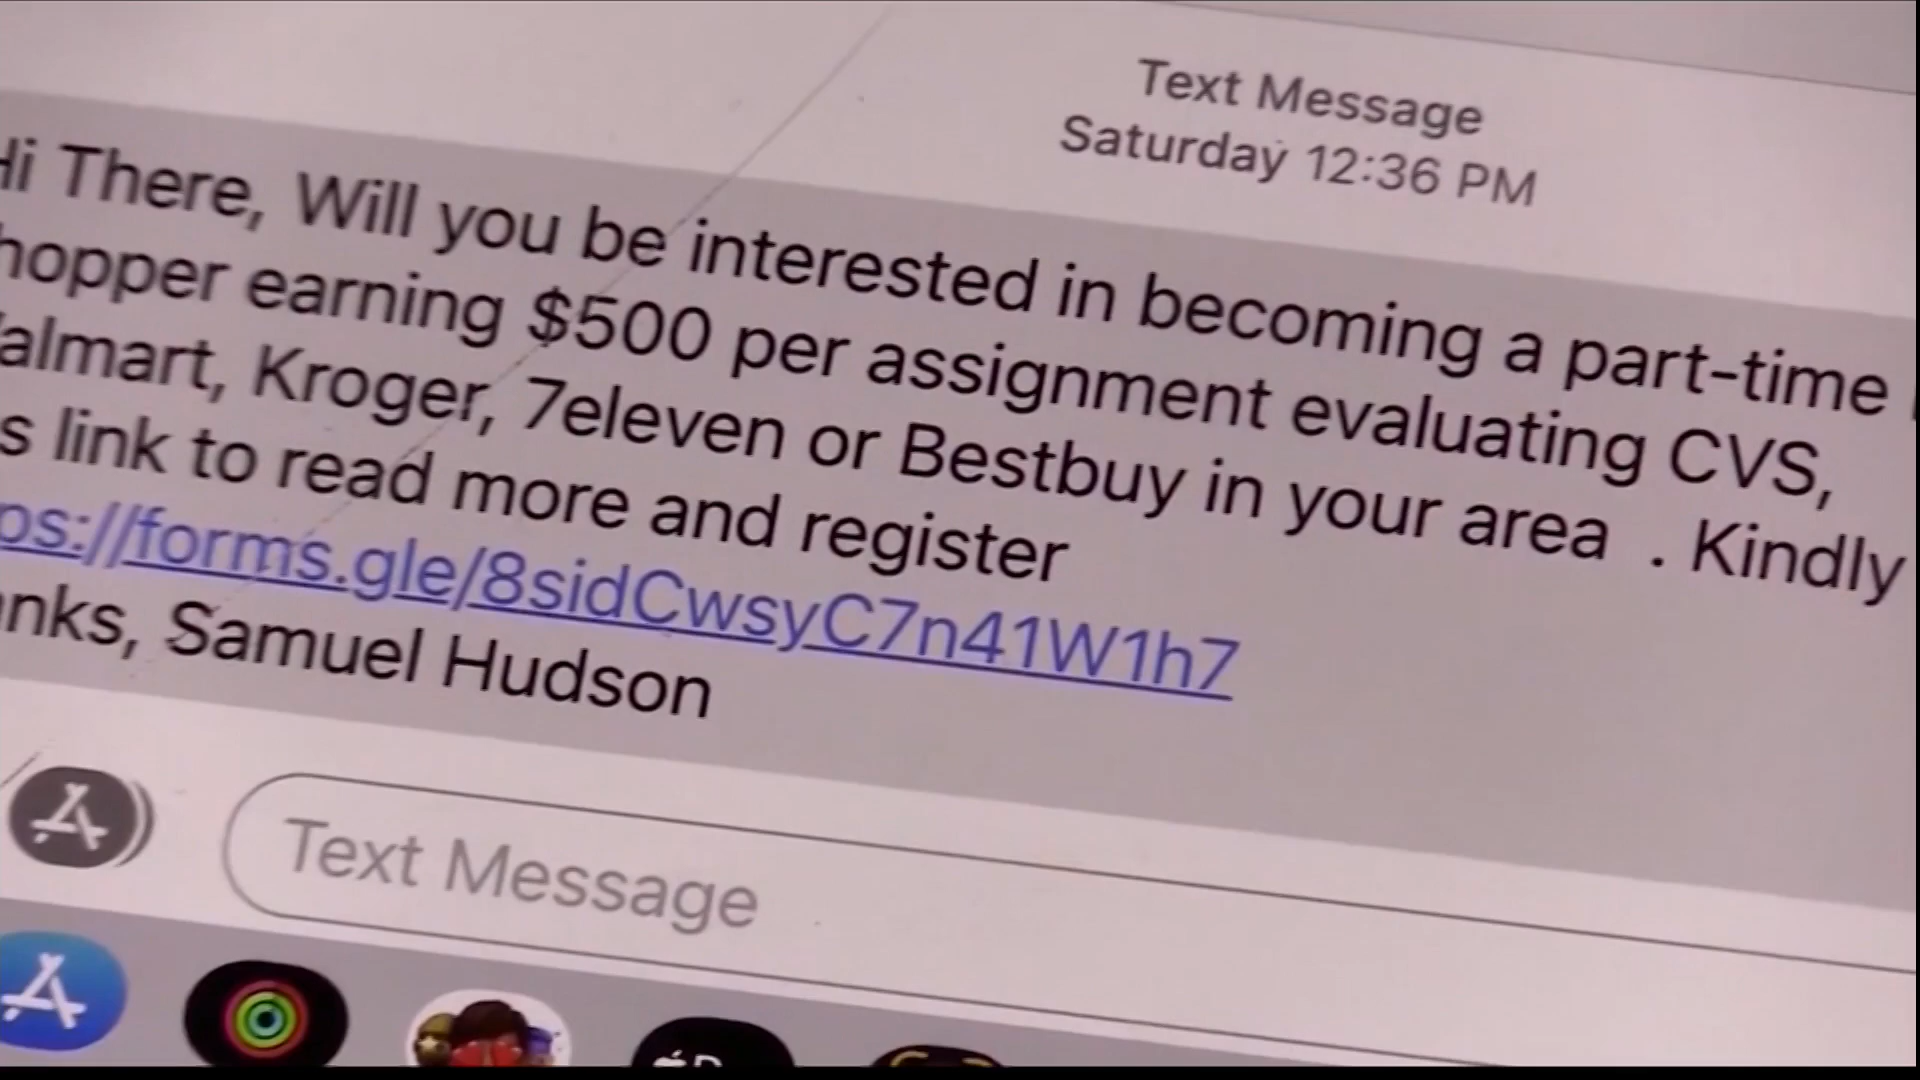 Text Message
Saturday 12:36 PM
Hi There, Will you be interested in becoming a part-time
hopper earning $500 per assignment evaluating CVS,
almart, Kroger, 7eleven or Bestbuy in your area . Kindly
s link to read more and register
ps://forms.gle/8sidCwsyC7n41W1h7
anks, Samuel Hudson
Text Message